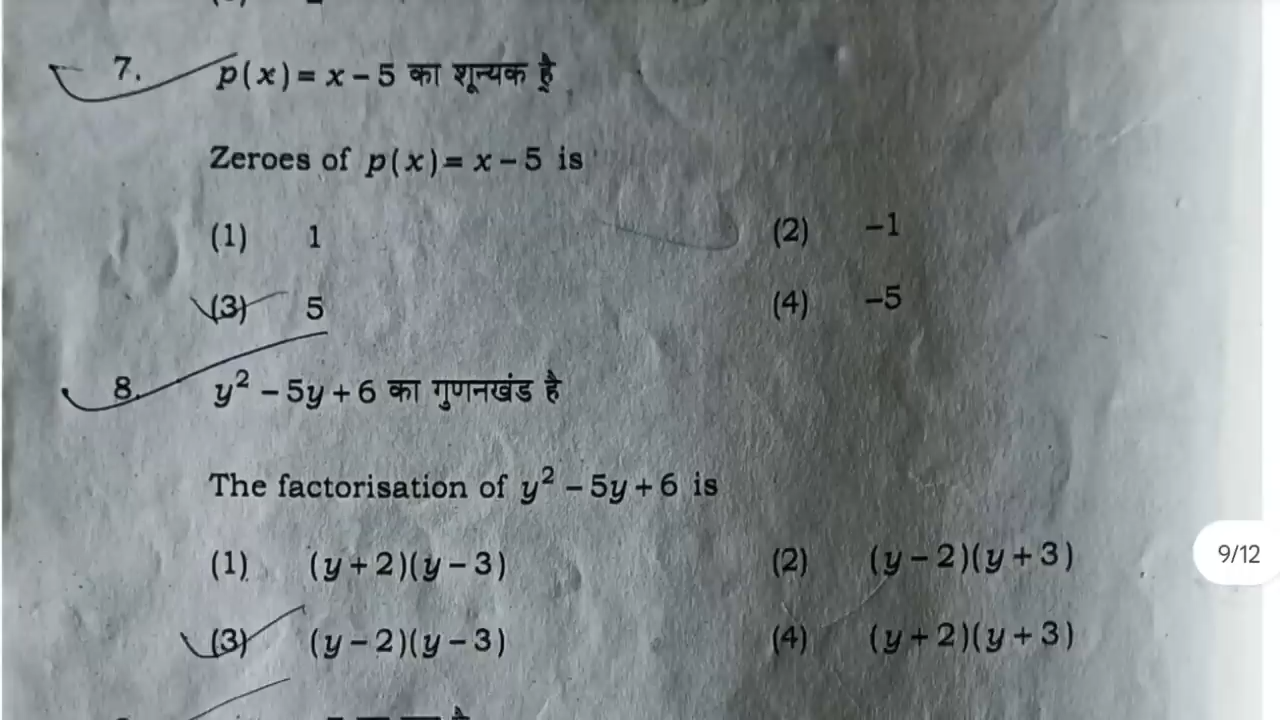 7. p(x) = x – 5 का शून्यक है
Zeroes of p(x) = x – 5 is
(1) 1 (2) –1
(3) 5 (4) –5
8. y² – 5y + 6 का गुणनखंड है
The factorisation of y² – 5y + 6 is
(1) (y + 2)(y – 3) (2) (y – 2)(y + 3)
9/12
(3) (y – 2)(y – 3) (4) (y + 2)(y + 3)